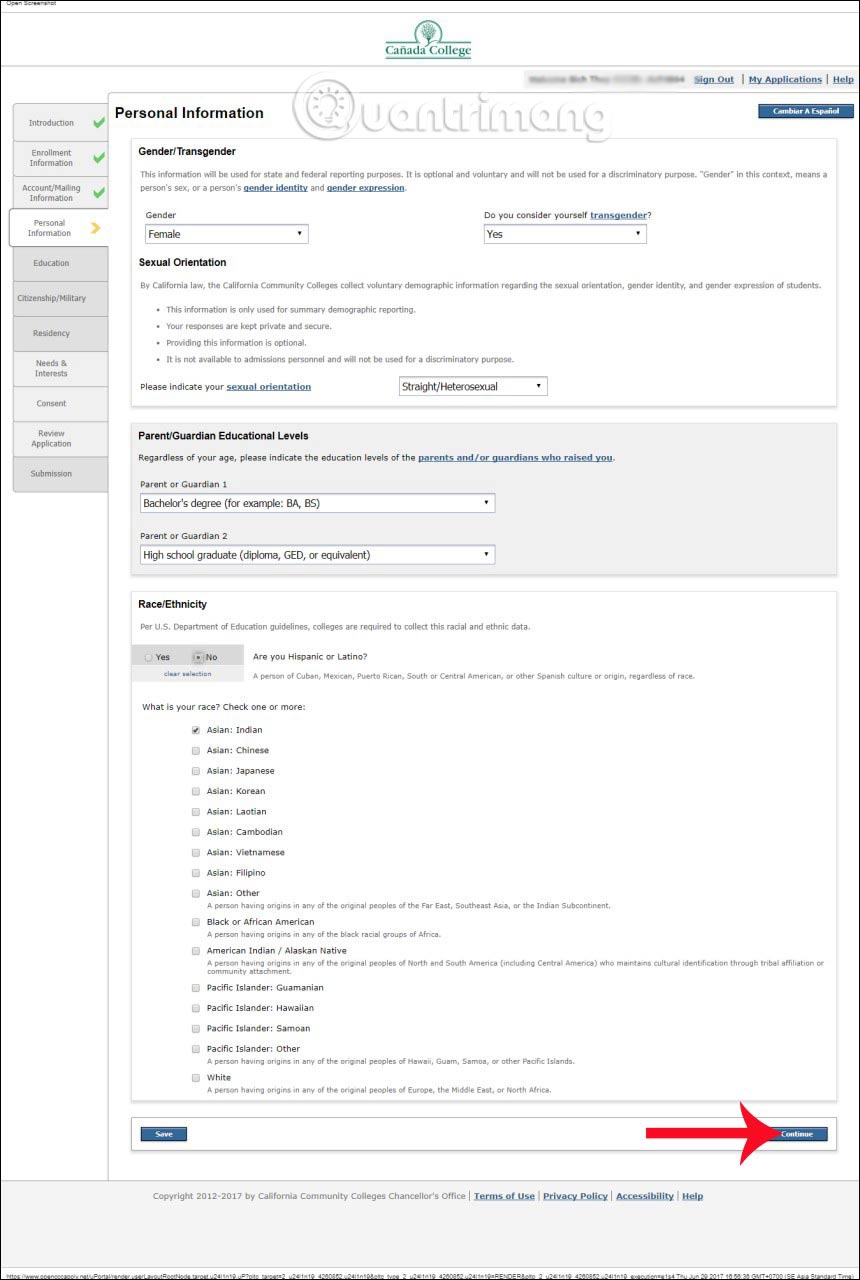 Open Screenshot
Cañada College
Sign Out | My Applications | Help
Quantrimang
Personal Information
Cambiar A Español
Introduction
Enrollment
Information
Account/Mailing
Information
Personal
Information
Education
Citizenship/Military
Residency
Needs &
Interests
Consent
Review
Application
Submission
Gender/Transgender
This information will be used for state and federal reporting purposes. It is optional and voluntary and will not be used for a discriminatory purpose. "Gender" in this context, means a
person's sex, or a person's gender identity and gender expression.
Gender
Do you consider yourself transgender?
Female
Yes
Sexual Orientation
By California law, the California Community Colleges collect voluntary demographic information regarding the sexual orientation, gender identity, and gender expression of students.
• This information is only used for summary demographic reporting.
• Your responses are kept private and secure.
• Providing this information is optional.
• It is not available to admissions personnel and will not be used for a discriminatory purpose.
Please indicate your sexual orientation
Straight/Heterosexual
Parent/Guardian Educational Levels
Regardless of your age, please indicate the education levels of the parents and/or guardians who raised you.
Parent or Guardian 1
Bachelor's degree (for example: BA, BS)
Parent or Guardian 2
High school graduate (diploma, GED, or equivalent)
Race/Ethnicity
Per U.S. Department of Education guidelines, colleges are required to collect this racial and ethnic data.
Yes No Are you Hispanic or Latino?
clear selection A person of Cuban, Mexican, Puerto Rican, South or Central American, or other Spanish culture or origin, regardless of race.
What is your race? Check one or more:
Asian: Indian
Asian: Chinese
Asian: Japanese
Asian: Korean
Asian: Laotian
Asian: Cambodian
Asian: Vietnamese
Asian: Filipino
Asian: Other
A person having origins in any of the original peoples of the Far East, Southeast Asia, or the Indian Subcontinent.
Black or African American
A person having origins in any of the black racial groups of Africa.
American Indian / Alaskan Native
A person having origins in any of the original peoples of North and South America (including Central America) who maintains cultural identification through tribal affiliation or
community attachment.
Pacific Islander: Guamanian
Pacific Islander: Hawaiian
Pacific Islander: Samoan
Pacific Islander: Other
A person having origins in any of the original peoples of Hawaii, Guam, Samoa, or other Pacific Islands.
White
A person having origins in any of the original peoples of Europe, the Middle East, or North Africa.
Save
Continue
Copyright 2012-2017 by California Community Colleges Chancellor's Office | Terms of Use | Privacy Policy | Accessibility | Help
Thu Jun 29 2017 16:56:36 GMT+0700 (SE Asia Standard Time)